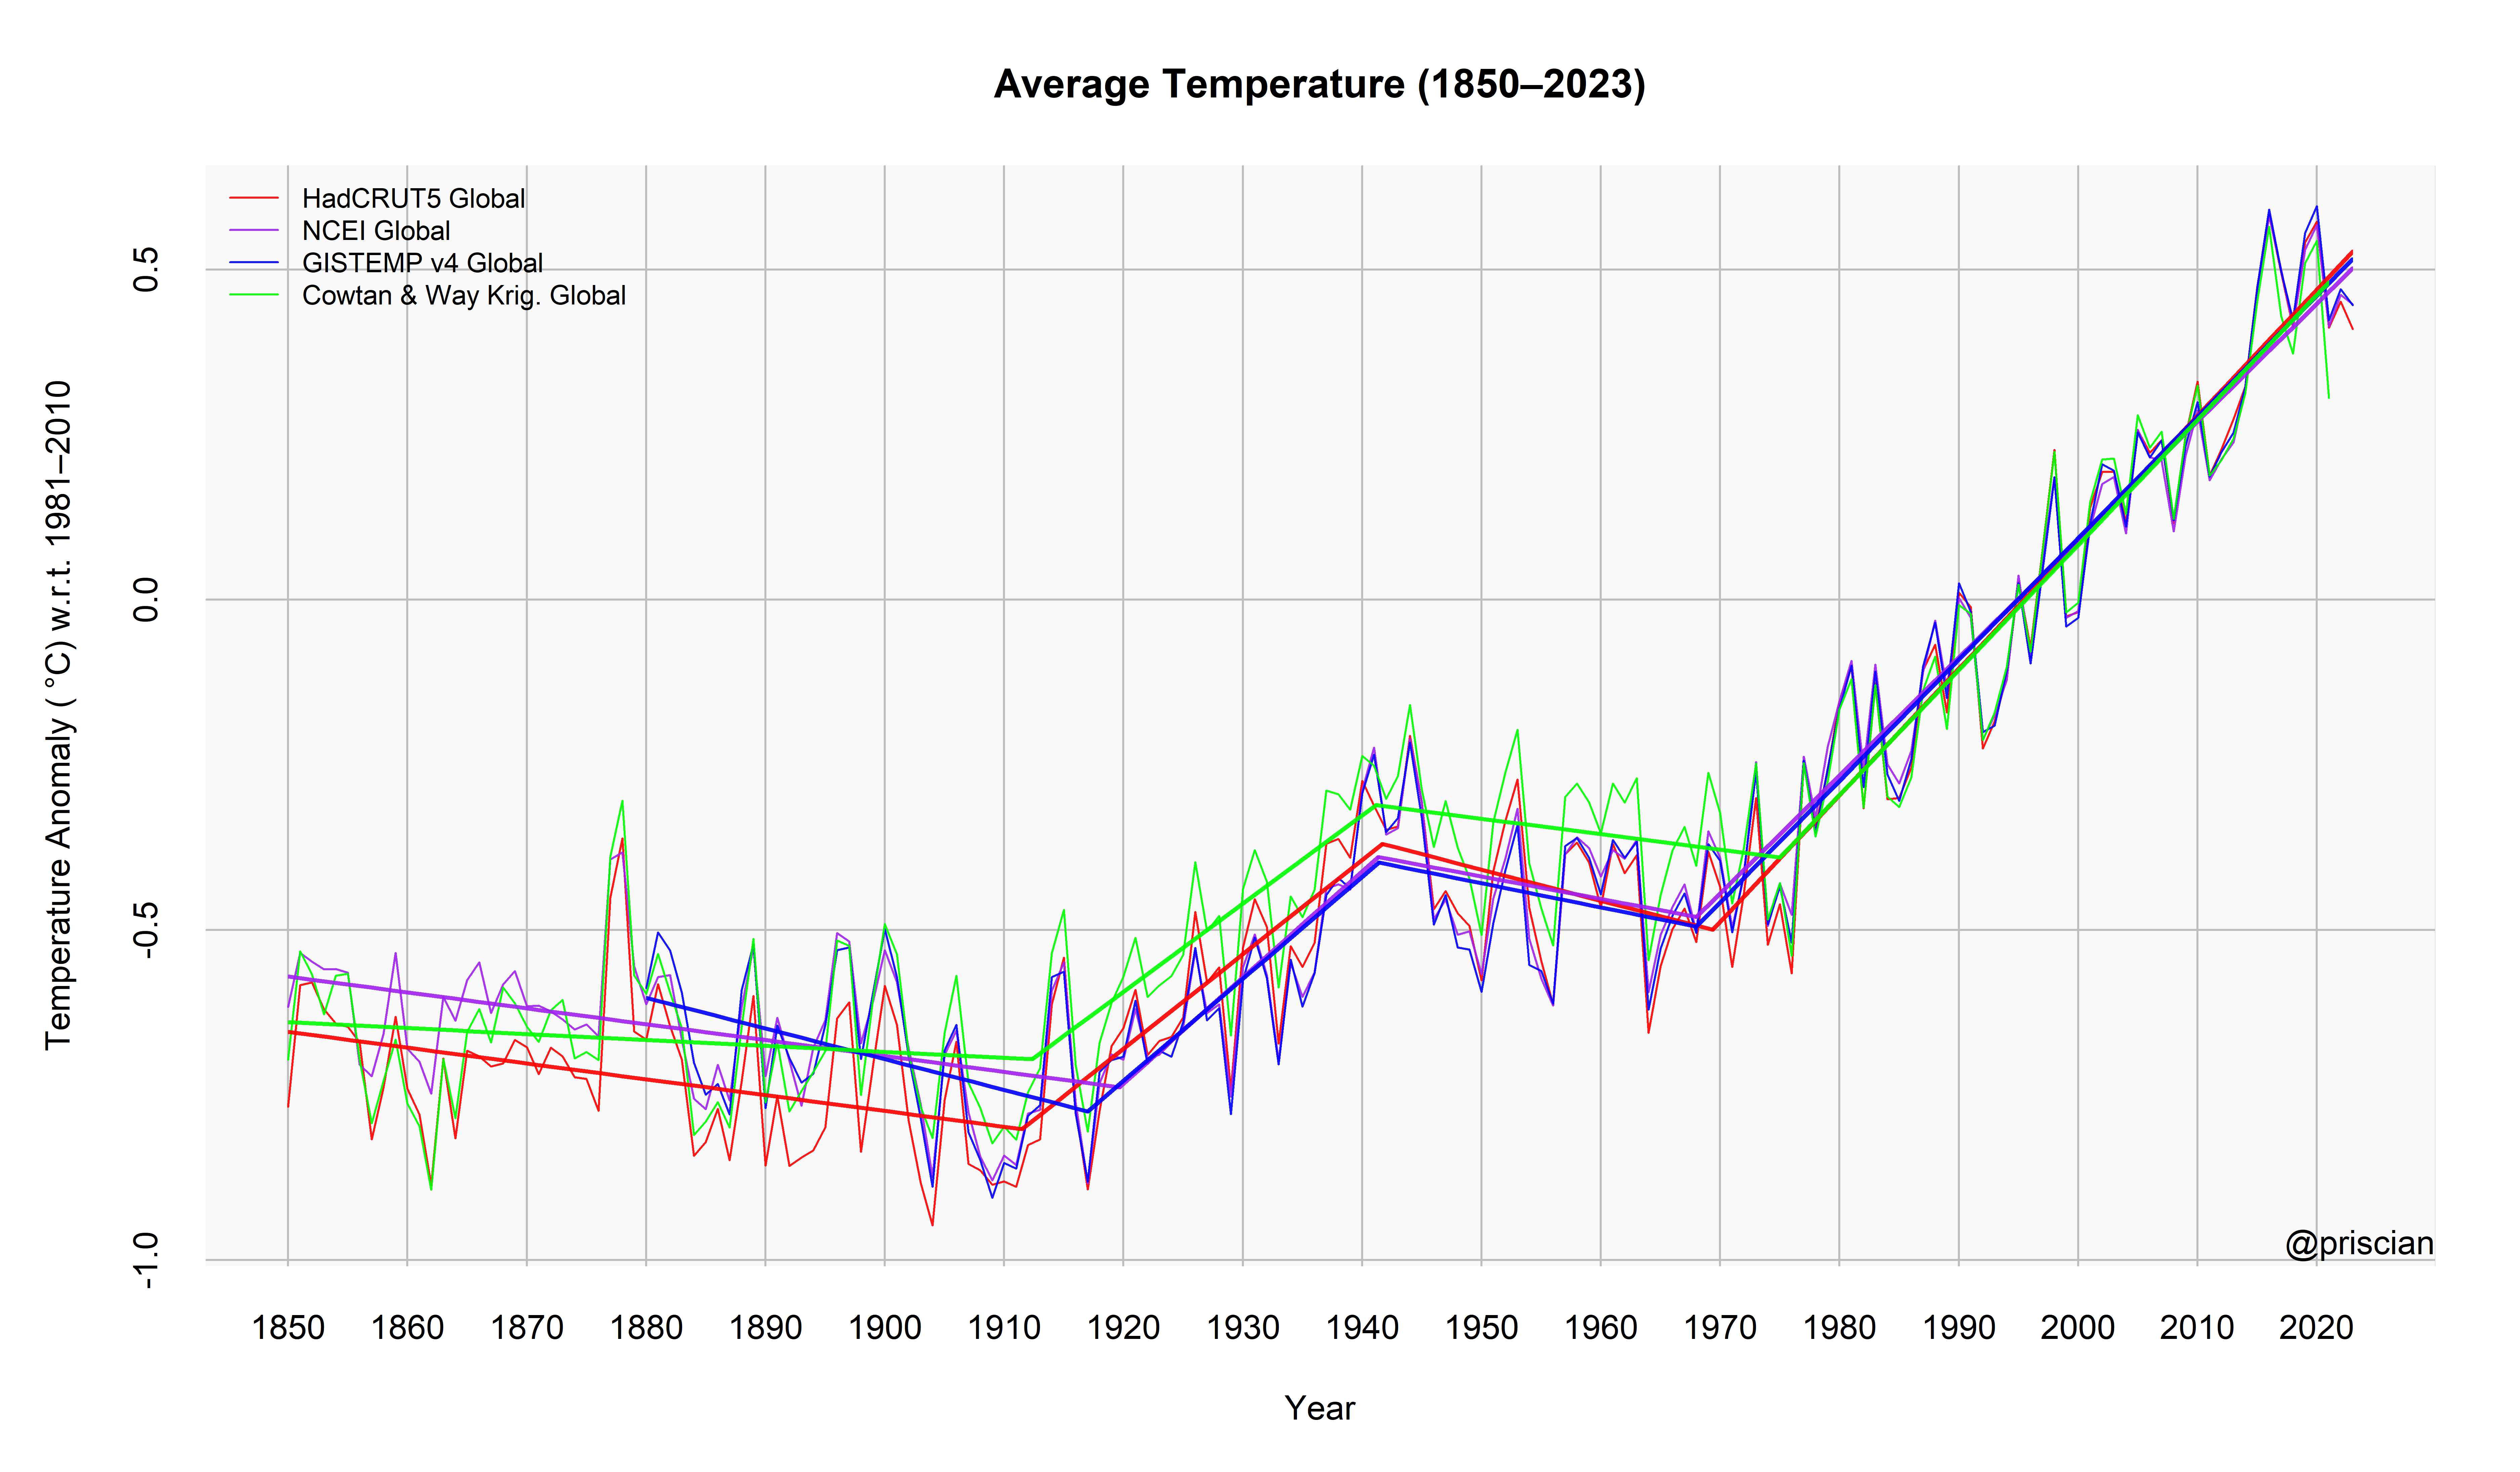 Average Temperature (1850–2023)
HadCRUT5 Global
NCEI Global
GISTEMP v4 Global
Cowtan & Way Krig. Global
Temperature Anomaly (°C) w.r.t. 1981–2010
0.5
0.0
-0.5
-1.0
@priscian
1850 1860 1870 1880 1890 1900 1910 1920 1930 1940 1950 1960 1970 1980 1990 2000 2010 2020
Year